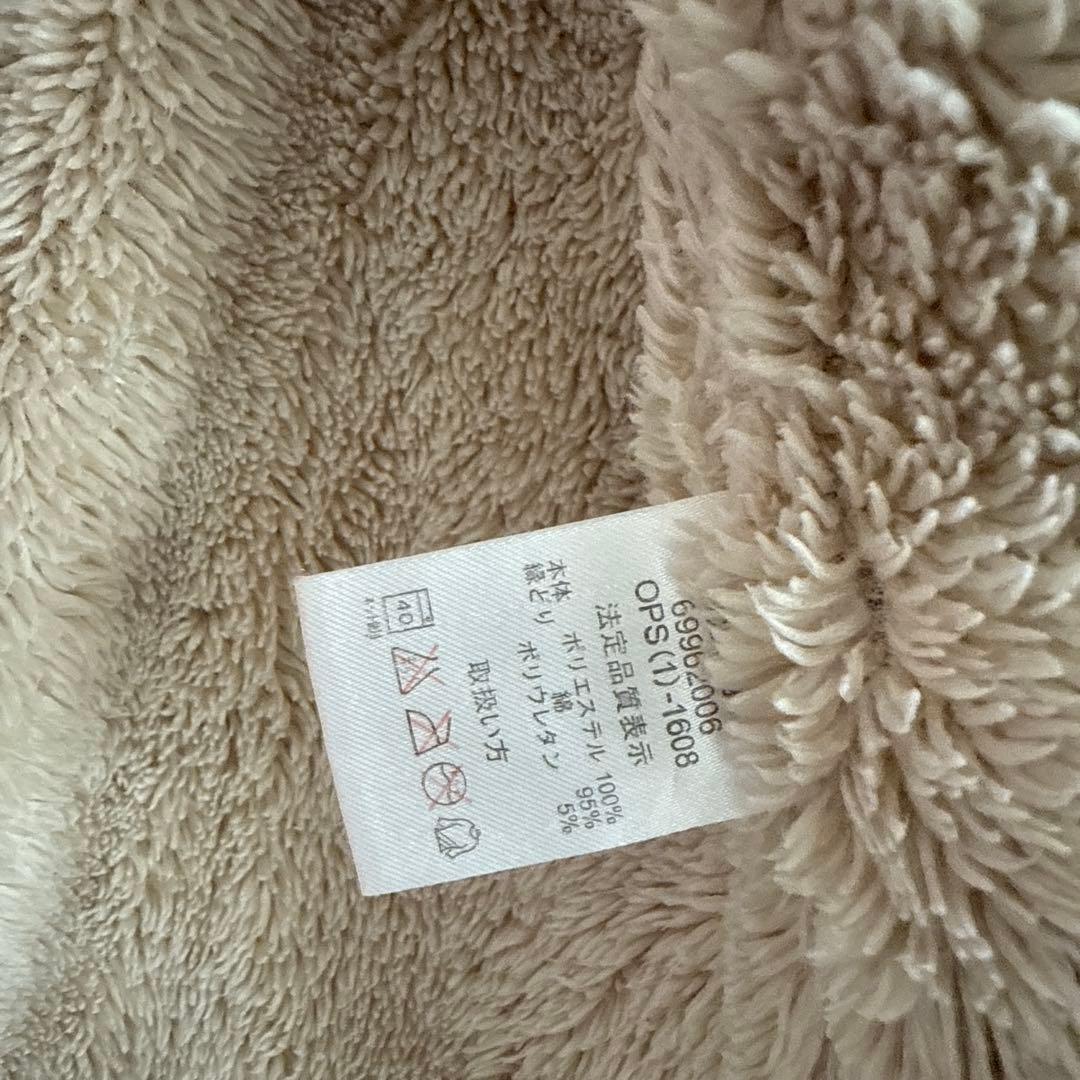 699622006
OPS(1)-1608
法定品質表示
本体 ポリエステル 100%
縁どり 綿 95%
ポリウレタン 5%
取扱い方
40